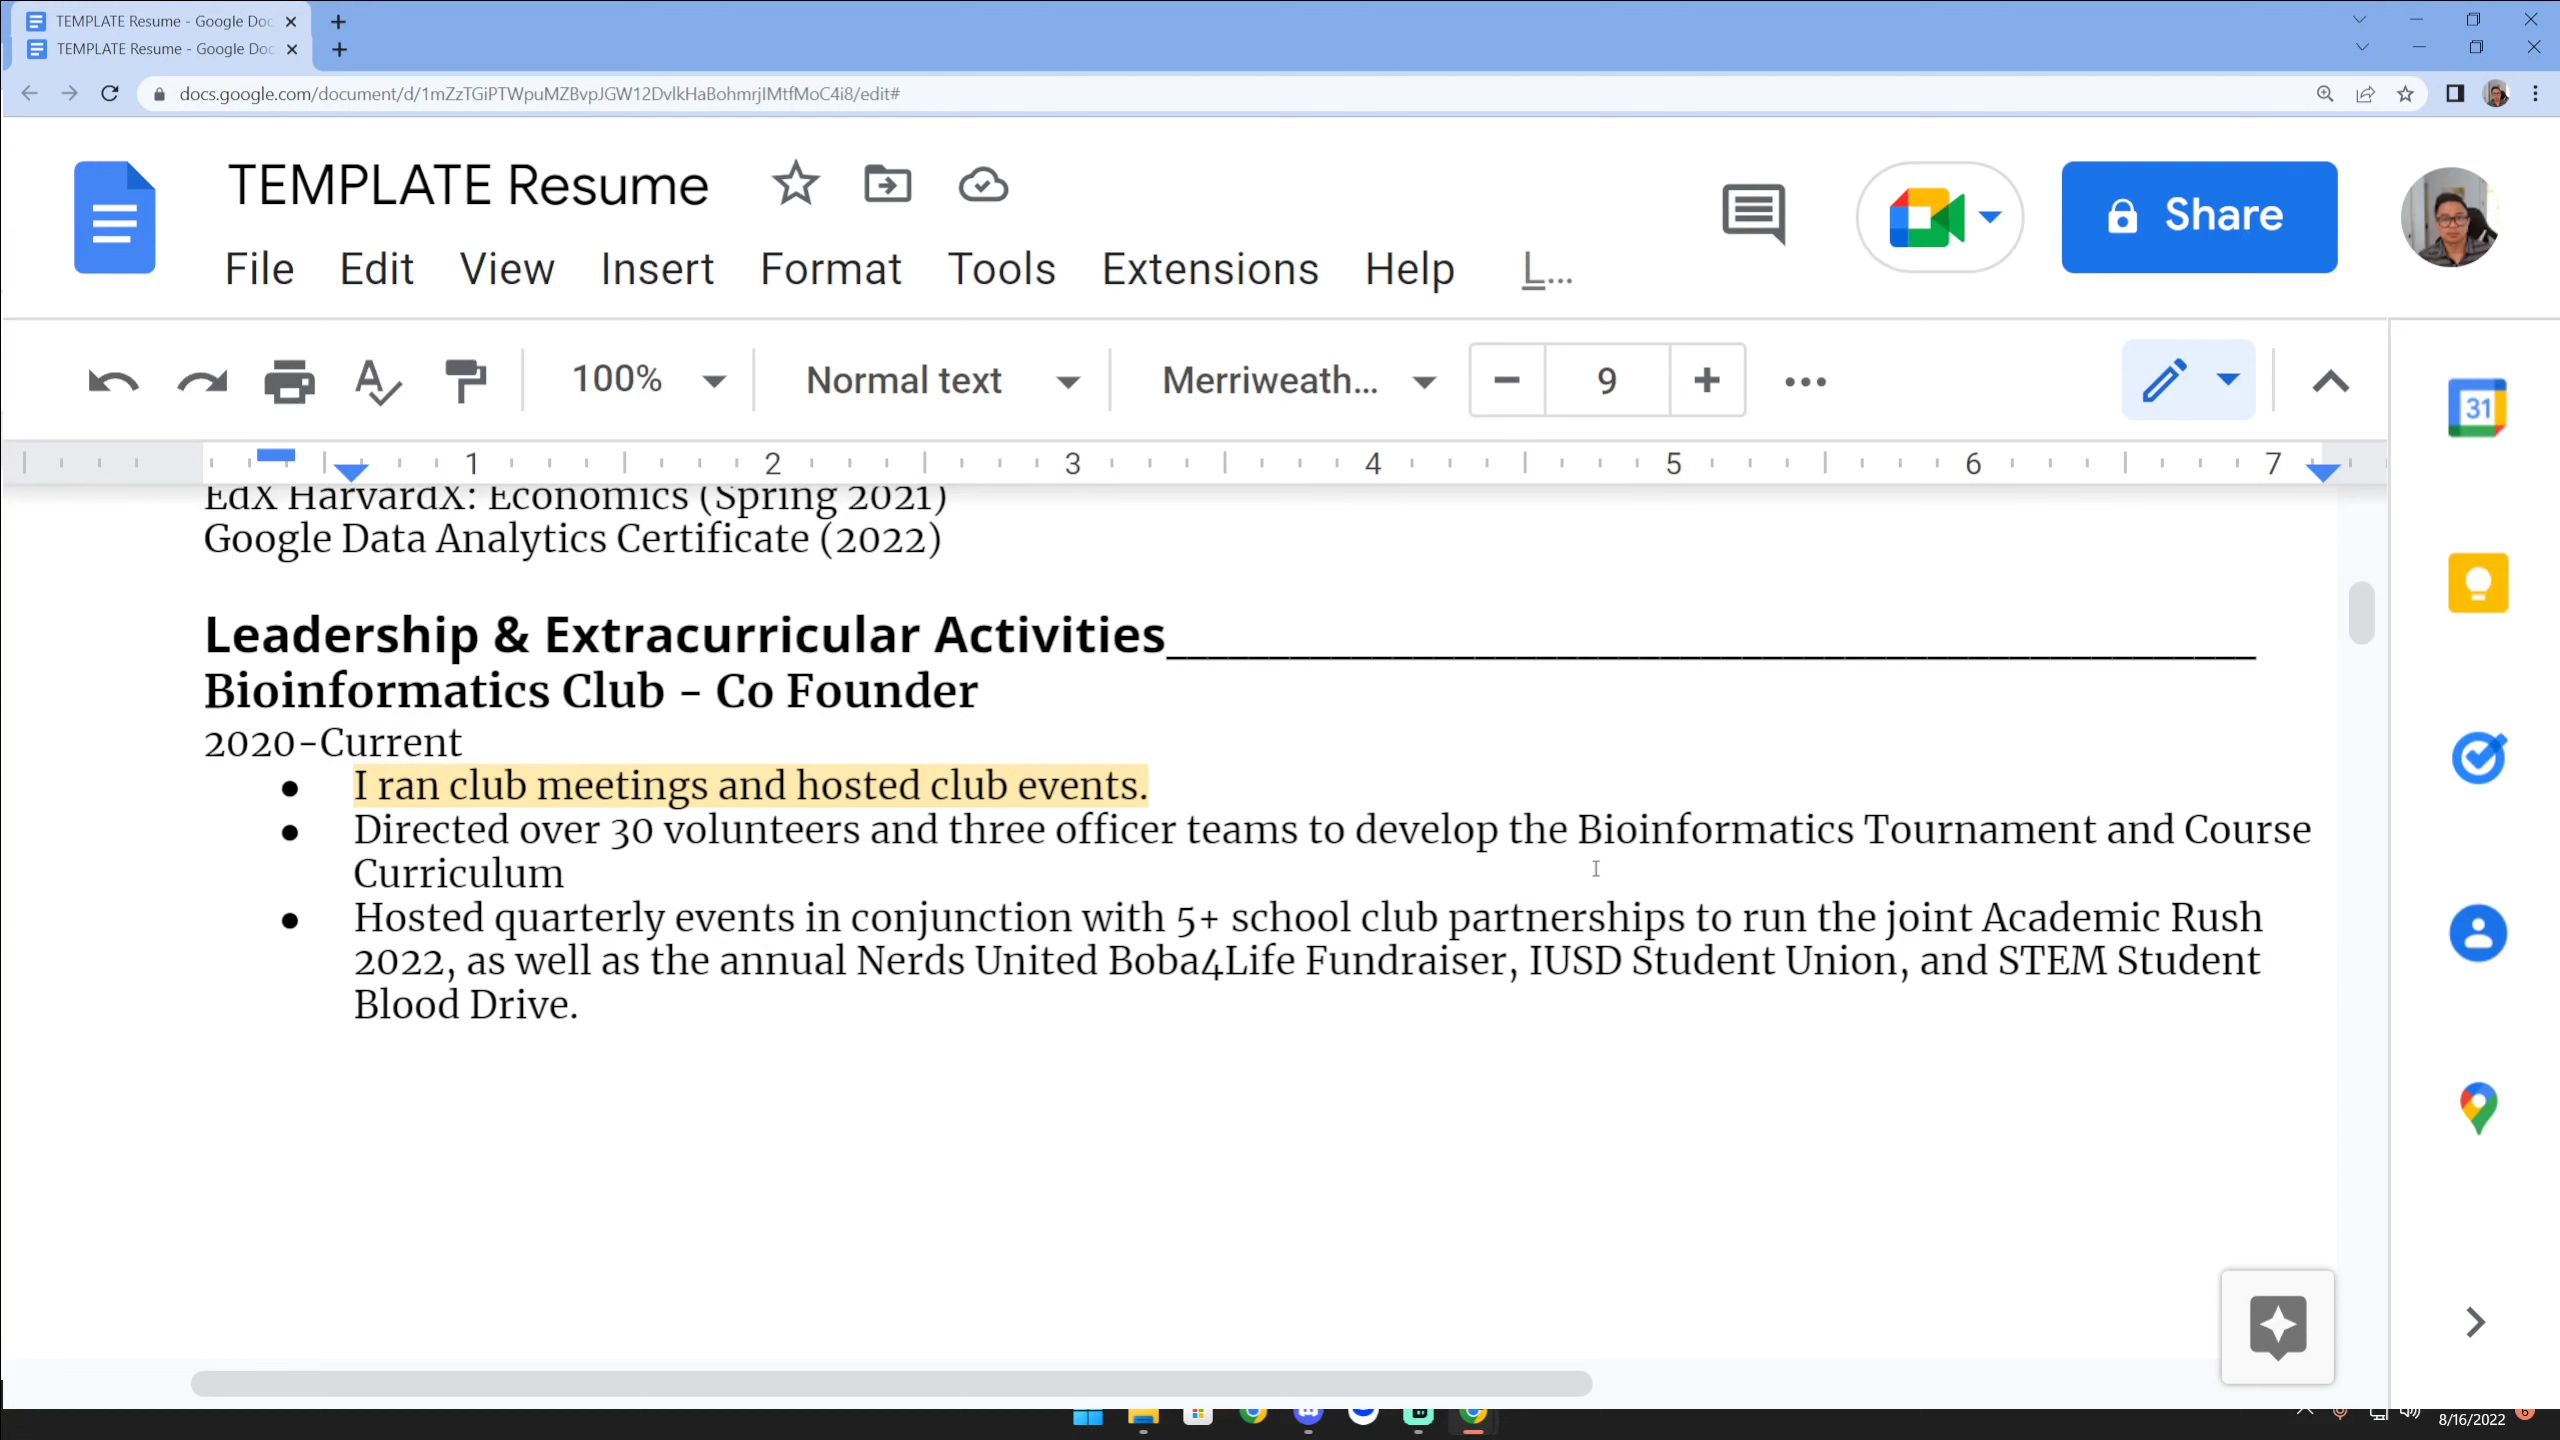 TEMPLATE Resume - Google Doc
TEMPLATE Resume - Google Doc
docs.google.com/document/d/1mZzTGiPTWpuMZBvpJGW12DvlkHaBohmrjIMtfMoC4i8/edit#
TEMPLATE Resume
File Edit View Insert Format Tools Extensions Help L...
Share
100% Normal text Merriweath... 9
31
1 2 3 4 5 6 7
EdX HarvardX: Economics (Spring 2021)
Google Data Analytics Certificate (2022)
Leadership & Extracurricular Activities
Bioinformatics Club - Co Founder
2020-Current
● I ran club meetings and hosted club events.
● Directed over 30 volunteers and three officer teams to develop the Bioinformatics Tournament and Course
Curriculum
● Hosted quarterly events in conjunction with 5+ school club partnerships to run the joint Academic Rush
2022, as well as the annual Nerds United Boba4Life Fundraiser, IUSD Student Union, and STEM Student
Blood Drive.
8/16/2022 6